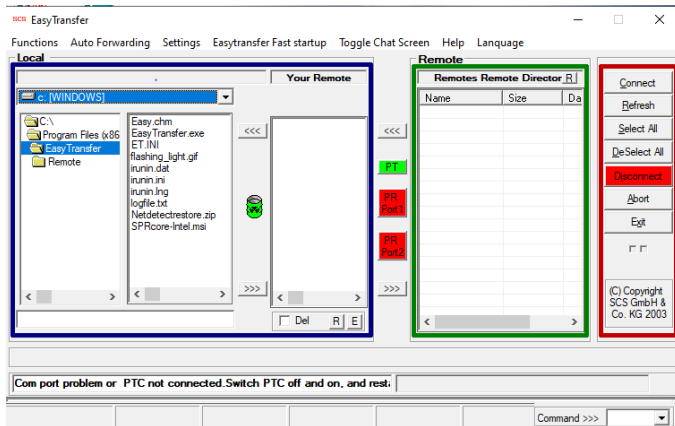 SCS EasyTransfer
Functions Auto Forwarding Settings Easytransfer Fast startup Toggle Chat Screen Help Language
Local
Your Remote
c: [WINDOWS]
C:\
Program Files (x86
EasyTransfer
Remote
Easy.chm
EasyTransfer.exe
ET.INI
flashing_light.gif
irunin.dat
irunin.ini
irunin.lng
logfile.txt
Netdetectrestore.zip
SPRcore-Intel.msi
<<<
>>>
Del R E
<<<
PT
PR Port1
PR Port2
>>>
Remote
Remotes Remote Director R
Name Size Da
Connect
Refresh
Select All
DeSelect All
Disconnect
Abort
Exit
(C) Copyright
SCS GmbH &
Co. KG 2003
Com port problem or PTC not connected.Switch PTC off and on, and resta
Command >>>